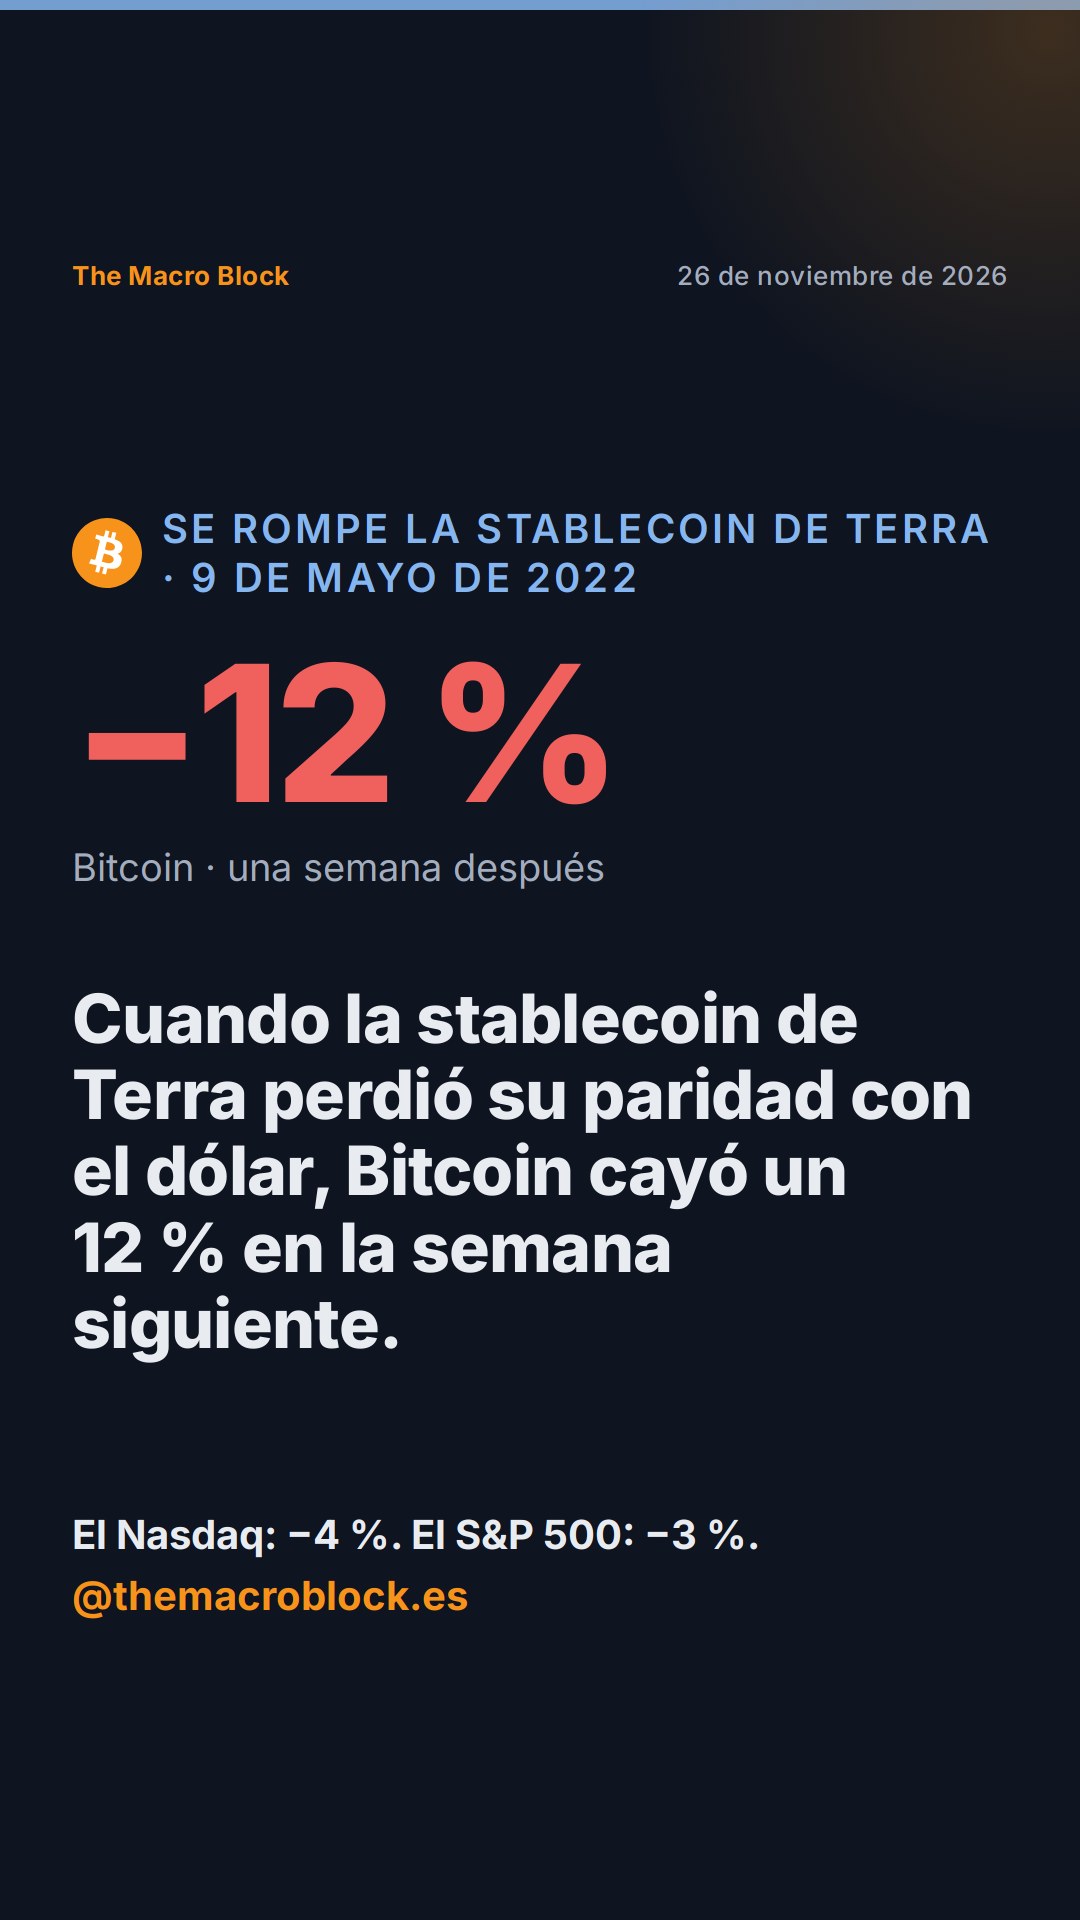 The Macro Block
26 de noviembre de 2026
SE ROMPE LA STABLECOIN DE TERRA
· 9 DE MAYO DE 2022
−12 %
Bitcoin · una semana después
Cuando la stablecoin de
Terra perdió su paridad con
el dólar, Bitcoin cayó un
12 % en la semana
siguiente.
El Nasdaq: −4 %. El S&P 500: −3 %.
@themacroblock.es